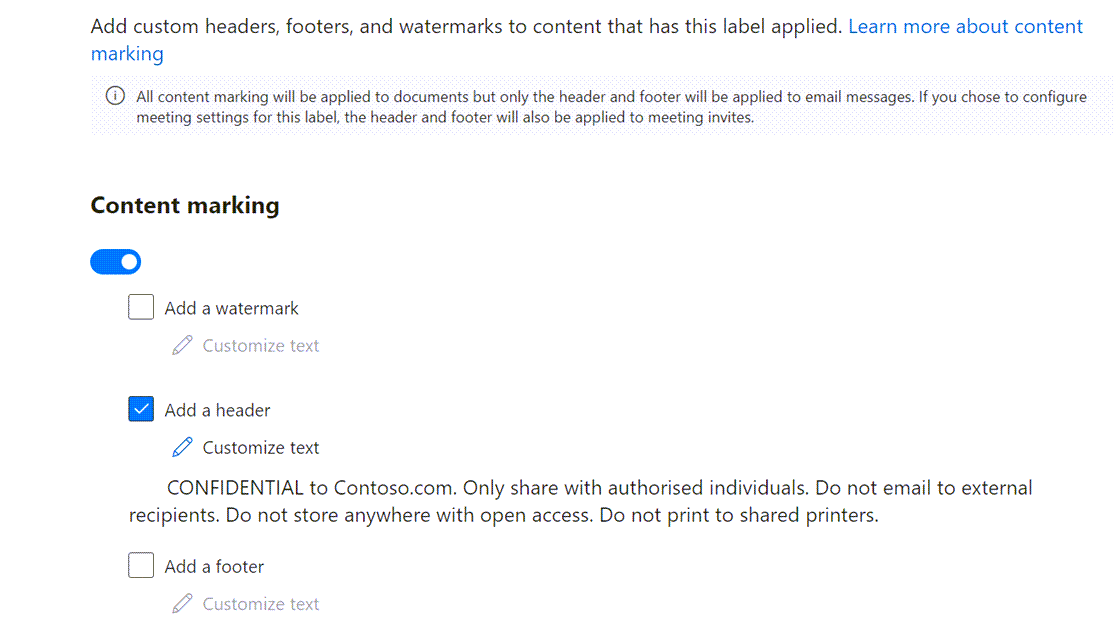 Add custom headers, footers, and watermarks to content that has this label applied. Learn more about content
marking
All content marking will be applied to documents but only the header and footer will be applied to email messages. If you chose to configure
meeting settings for this label, the header and footer will also be applied to meeting invites.
Content marking
Add a watermark
Customize text
Add a header
Customize text
CONFIDENTIAL to Contoso.com. Only share with authorised individuals. Do not email to external
recipients. Do not store anywhere with open access. Do not print to shared printers.
Add a footer
Customize text